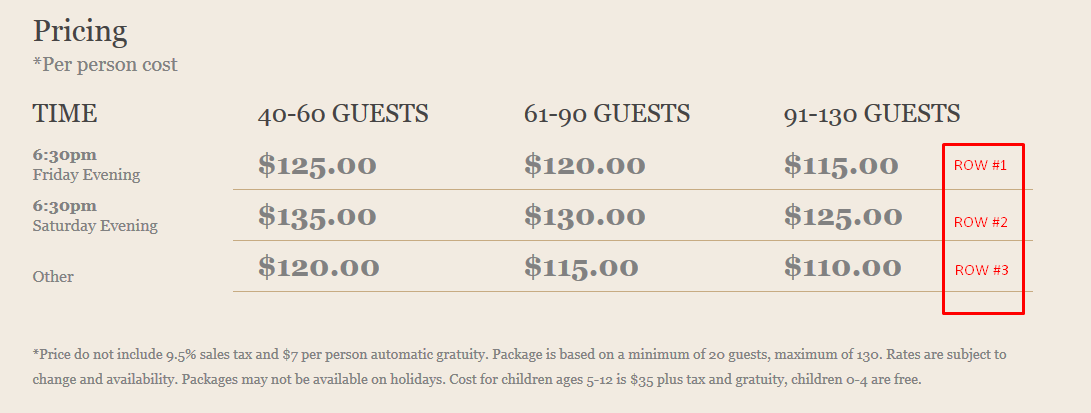 Pricing
*Per person cost
TIME 40-60 GUESTS 61-90 GUESTS 91-130 GUESTS
6:30pm
Friday Evening $125.00 $120.00 $115.00 ROW #1
6:30pm
Saturday Evening $135.00 $130.00 $125.00 ROW #2
Other $120.00 $115.00 $110.00 ROW #3
*Price do not include 9.5% sales tax and $7 per person automatic gratuity. Package is based on a minimum of 20 guests, maximum of 130. Rates are subject to
change and availability. Packages may not be available on holidays. Cost for children ages 5-12 is $35 plus tax and gratuity, children 0-4 are free.